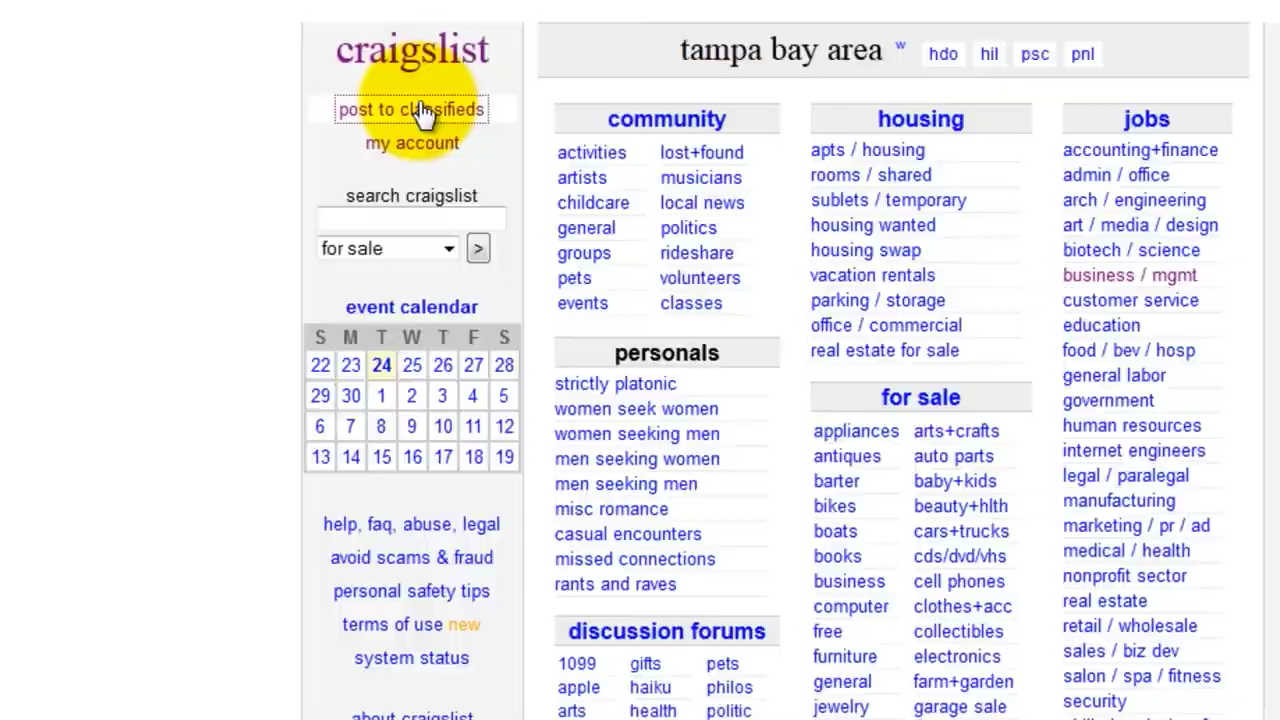 craigslist
post to classifieds
my account
search craigslist
for sale
>
event calendar
S M T W T F S
22 23 24 25 26 27 28
29 30 1 2 3 4 5
6 7 8 9 10 11 12
13 14 15 16 17 18 19
help, faq, abuse, legal
avoid scams & fraud
personal safety tips
terms of use new
system status
about craigslist
tampa bay area w hdo hil psc pnl
community
activities lost+found
artists musicians
childcare local news
general politics
groups rideshare
pets volunteers
events classes
personals
strictly platonic
women seek women
women seeking men
men seeking women
men seeking men
misc romance
casual encounters
missed connections
rants and raves
discussion forums
1099 gifts pets
apple haiku philos
arts health politic
housing
apts / housing
rooms / shared
sublets / temporary
housing wanted
housing swap
vacation rentals
parking / storage
office / commercial
real estate for sale
for sale
appliances arts+crafts
antiques auto parts
barter baby+kids
bikes beauty+hlth
boats cars+trucks
books cds/dvd/vhs
business cell phones
computer clothes+acc
free collectibles
furniture electronics
general farm+garden
jewelry garage sale
jobs
accounting+finance
admin / office
arch / engineering
art / media / design
biotech / science
business / mgmt
customer service
education
food / bev / hosp
general labor
government
human resources
internet engineers
legal / paralegal
manufacturing
marketing / pr / ad
medical / health
nonprofit sector
real estate
retail / wholesale
sales / biz dev
salon / spa / fitness
security